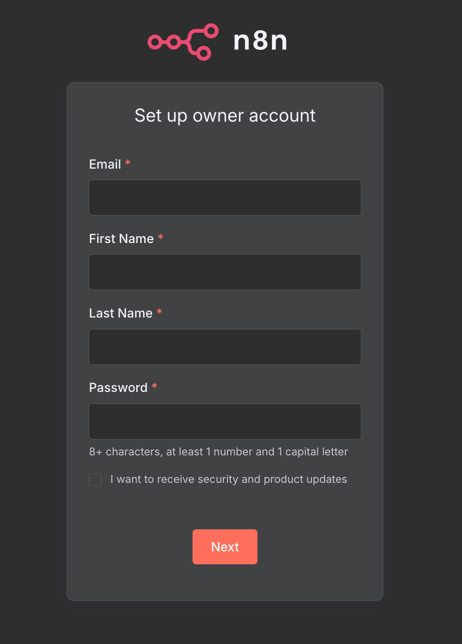 n8n
Set up owner account
Email *
First Name *
Last Name *
Password *
8+ characters, at least 1 number and 1 capital letter
I want to receive security and product updates
Next